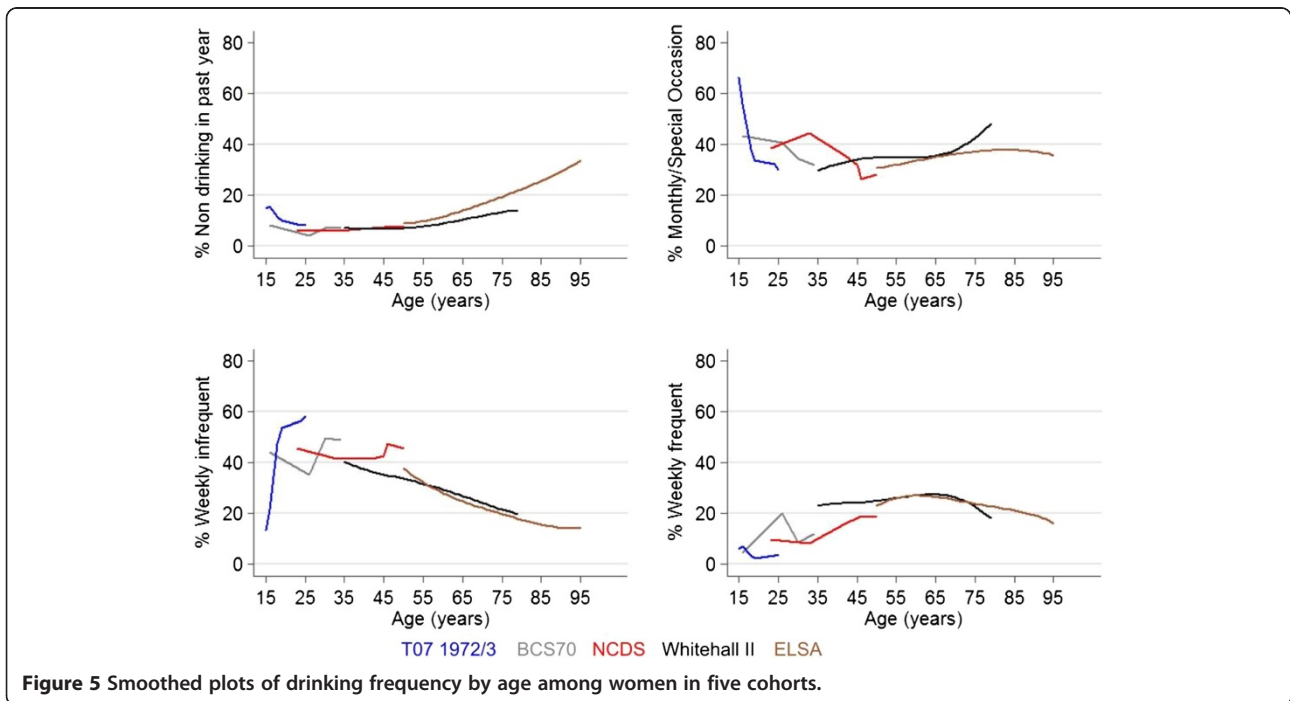 % Non drinking in past year
80
60
40
20
0
15 25 35 45 55 65 75 85 95
Age (years)
% Monthly/Special Occasion
80
60
40
20
0
15 25 35 45 55 65 75 85 95
Age (years)
% Weekly infrequent
80
60
40
20
0
15 25 35 45 55 65 75 85 95
Age (years)
% Weekly frequent
80
60
40
20
0
15 25 35 45 55 65 75 85 95
Age (years)
T07 1972/3 BCS70 NCDS Whitehall II ELSA
Figure 5 Smoothed plots of drinking frequency by age among women in five cohorts.